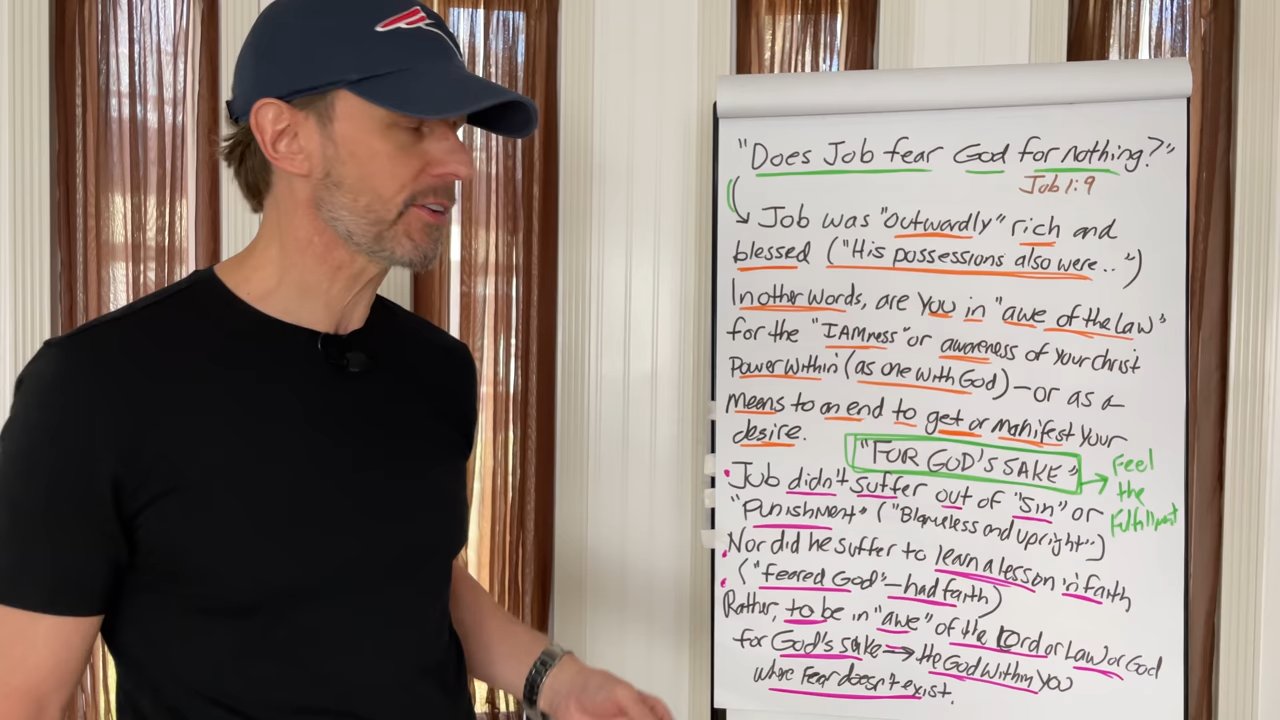 "Does Job fear God for nothing?"
Job 1:9
Job was "outwardly" rich and
blessed ("His possessions also were..")
In other words, are you in "awe of the Law"
for the "IAMness" or awareness of your christ
Power within (as one with God) - or as a
means to an end to get or manifest your
desire.
"FOR GOD'S SAKE"
Feel
the
Fulfillment
• Job didn't suffer out of "sin" or
"Punishment" ("Blameless and upright")
• Nor did he suffer to learn a lesson in faith
• ("feared God" - had faith)
Rather, to be in "awe" of the Lord or Law or God
for God's sake ⇒ the God within you
where fear doesn't exist.